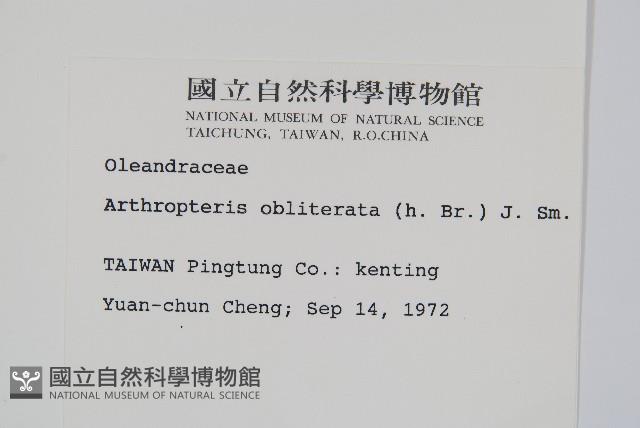 國立自然科學博物館
NATIONAL MUSEUM OF NATURAL SCIENCE
TAICHUNG, TAIWAN, R.O.CHINA
Oleandraceae
Arthropteris obliterata (h. Br.) J. Sm.
TAIWAN Pingtung Co.: kenting
Yuan-chun Cheng; Sep 14, 1972
國立自然科學博物館
NATIONAL MUSEUM OF NATURAL SCIENCE